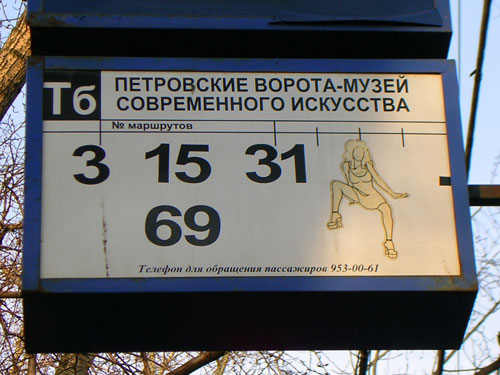 Тб
ПЕТРОВСКИЕ ВОРОТА-МУЗЕЙ
СОВРЕМЕННОГО ИСКУССТВА
№ маршрутов
3 15 31
69
Телефон для обращения пассажиров 953-00-61